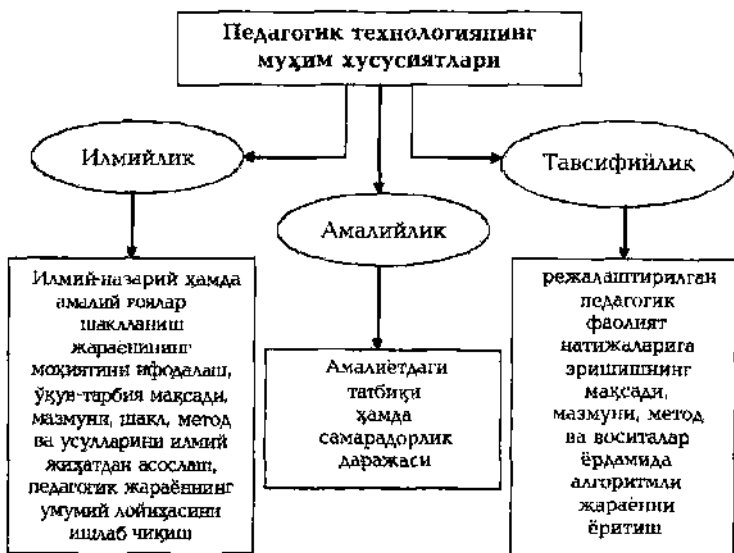 Педагогик технологиянинг
муҳим хусусиятлари
Илмийлик
Амалийлик
Тавсифийлик
Илмий-назарий ҳамда
амалий ғоялар
шаклланиш
жараёнининг
моҳиятини ифодалаш,
ўқув-тарбия мақсади,
мазмуни, шакл, метод
ва усулларини илмий
жиҳатдан асослаш,
педагогик жараённинг
умумий лойиҳасини
ишлаб чиқиш
Амалиётдаги
татбиқи
ҳамда
самарадорлик
даражаси
режалаштирилган
педагогик
фаолият
натижаларига
эришишнинг
мақсади,
мазмуни, метод
ва воситалар
ёрдамида
алгоритмли
жараённи
ёритиш